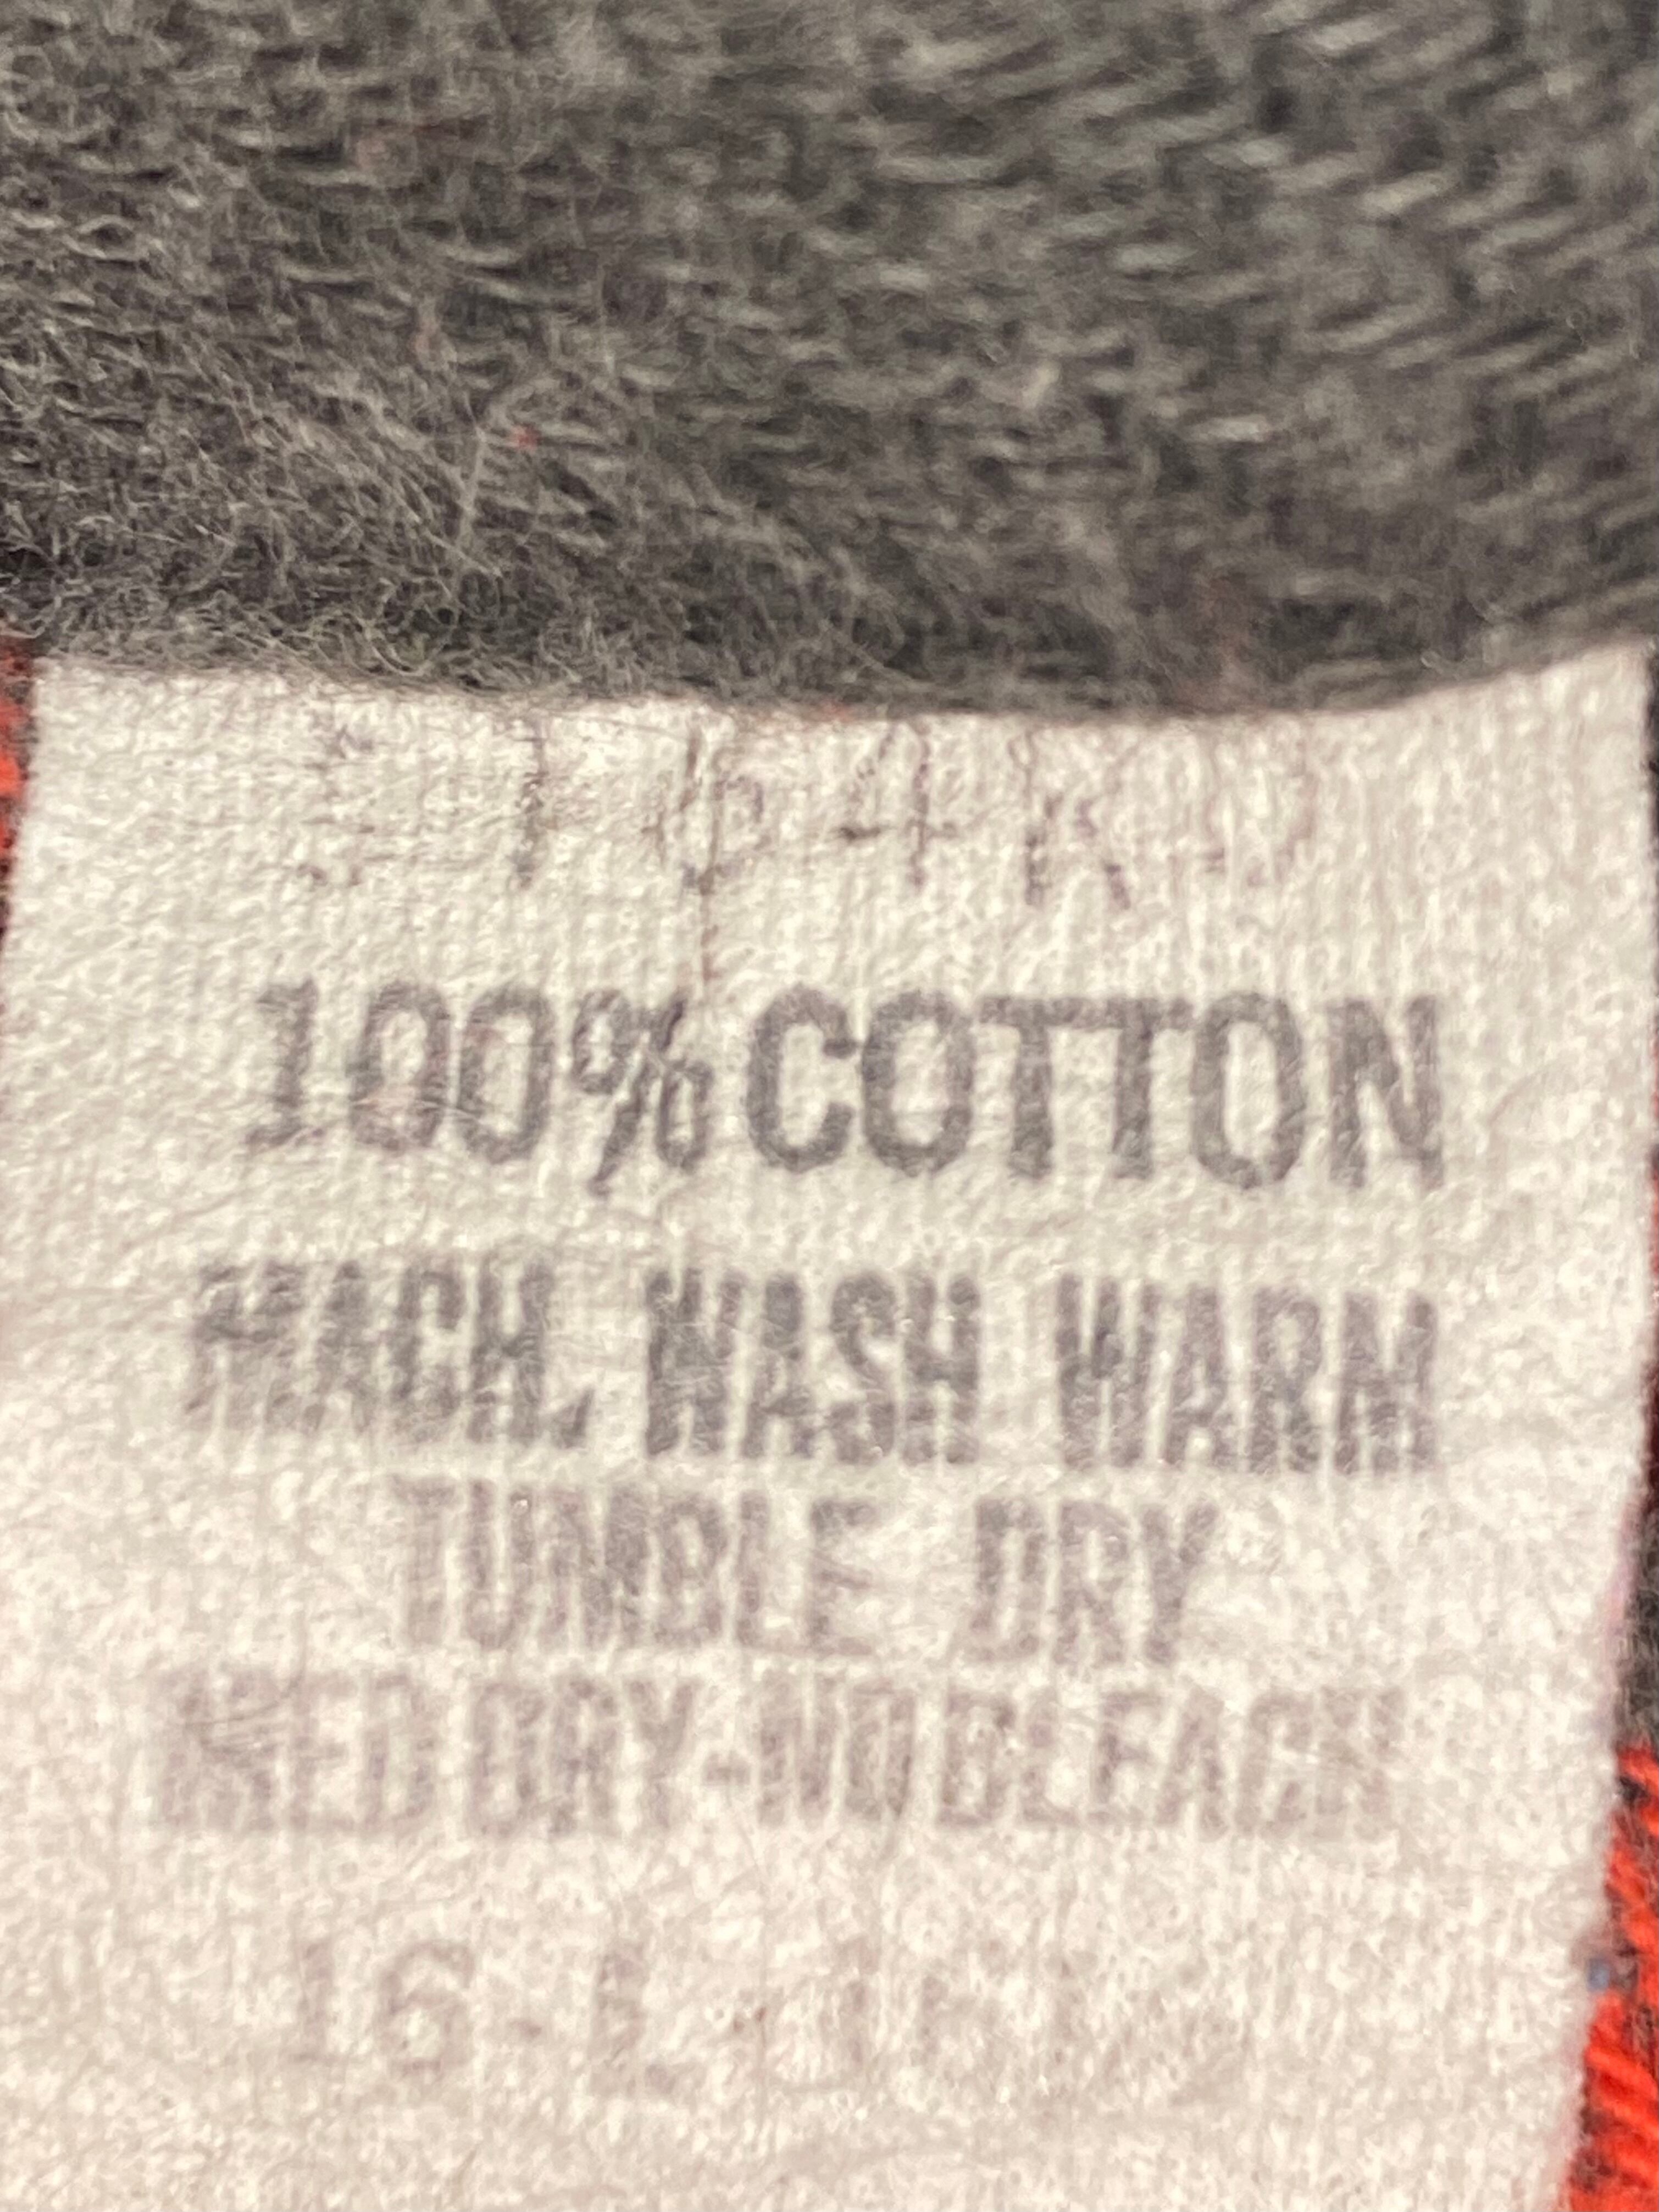 100% COTTON
MACH. WASH WARM
TUMBLE DRY
MED DRY-NO BLEACH